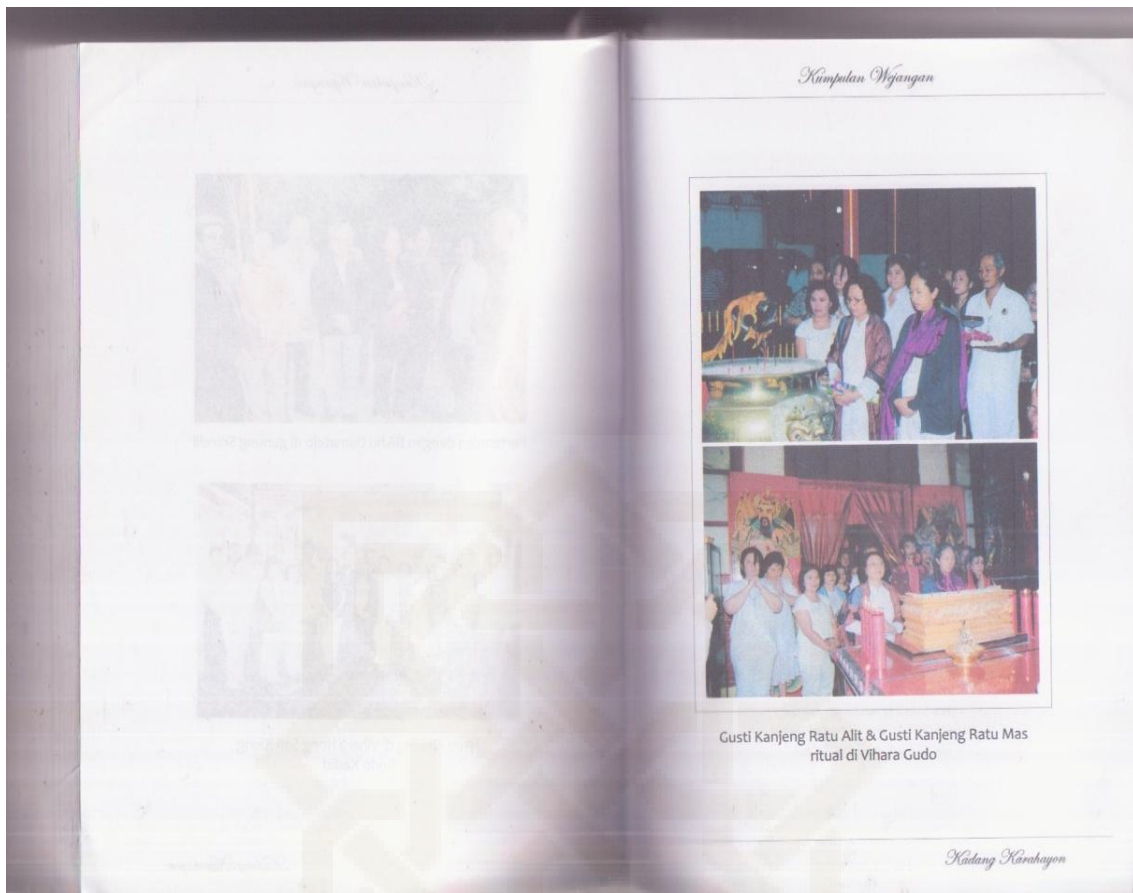 Kumpulan Wejangan
Gusti Kanjeng Ratu Alit & Gusti Kanjeng Ratu Mas
ritual di Vihara Gudo
Kadang Karahayon